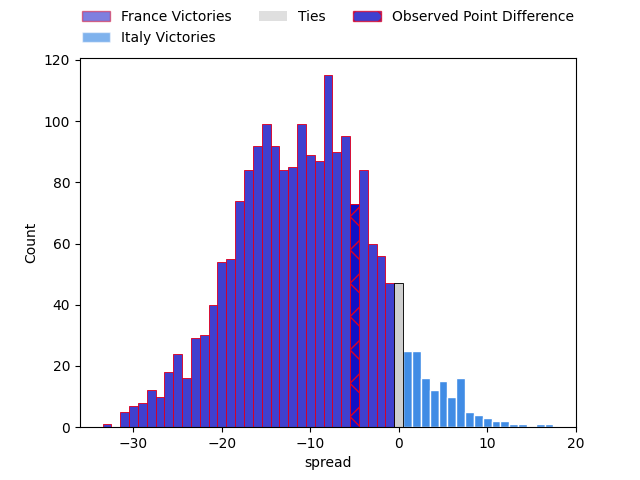 France Victories
Ties
Observed Point Difference
Italy Victories
120
100
80
60
40
20
0
Count
−30
−20
−10
0
10
20
spread